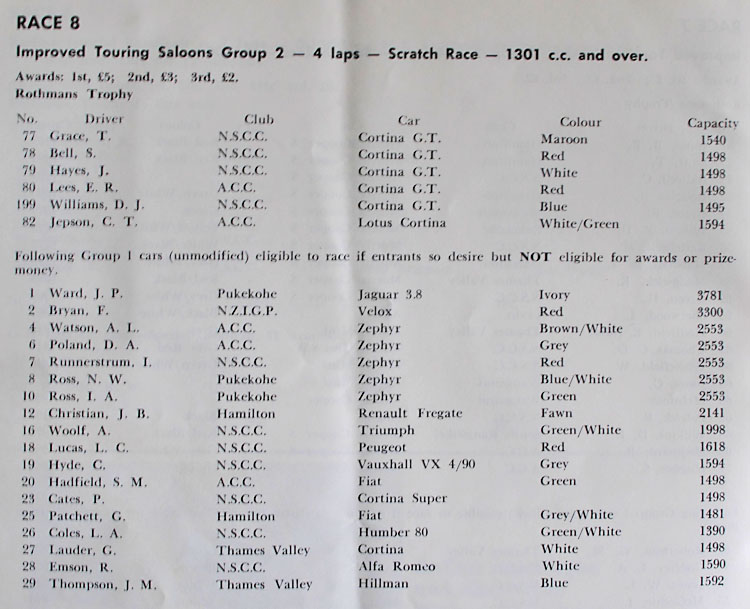 RACE 8
Improved Touring Saloons Group 2 — 4 laps — Scratch Race — 1301 c.c. and over.
Awards: 1st, £5; 2nd, £3; 3rd, £2.
Rothmans Trophy
No. Driver Club Car Colour Capacity
77 Grace, T. N.S.C.C. Cortina G.T. Maroon 1540
78 Bell, S. N.S.C.C. Cortina G.T. Red 1498
79 Hayes, J. N.S.C.C. Cortina G.T. White 1498
80 Lees, E. R. A.C.C. Cortina G.T. Red 1498
199 Williams, D. J. N.S.C.C. Cortina G.T. Blue 1495
82 Jepson, C. T. A.C.C. Lotus Cortina White/Green 1594
Following Group 1 cars (unmodified) eligible to race if entrants so desire but NOT eligible for awards or prize-
money.
1 Ward, J. P. Pukekohe Jaguar 3.8 Ivory 3781
2 Bryan, F. N.Z.I.G.P. Velox Red 3300
4 Watson, A. L. A.C.C. Zephyr Brown/White 2553
6 Poland, D. A. A.C.C. Zephyr Grey 2553
7 Runnerstrum, I. N.S.C.C. Zephyr Red 2553
8 Ross, N. W. Pukekohe Zephyr Blue/White 2553
10 Ross, I. A. Pukekohe Zephyr Green 2553
12 Christian, J. B. Hamilton Renault Fregate Fawn 2141
16 Woolf, A. N.S.C.C. Triumph Green/White 1998
18 Lucas, L. C. N.S.C.C. Peugeot Red 1618
19 Hyde, C. N.S.C.C. Vauxhall VX 4/90 Grey 1594
20 Hadfield, S. M. A.C.C. Fiat Green 1498
23 Cates, P. N.S.C.C. Cortina Super 1498
25 Patchett, G. Hamilton Fiat Grey/White 1481
26 Coles, L. A. N.S.C.C. Humber 80 Green/White 1390
27 Lauder, G. Thames Valley Cortina White 1498
28 Emson, R. N.S.C.C. Alfa Romeo White 1590
29 Thompson, J. M. Thames Valley Hillman Blue 1592